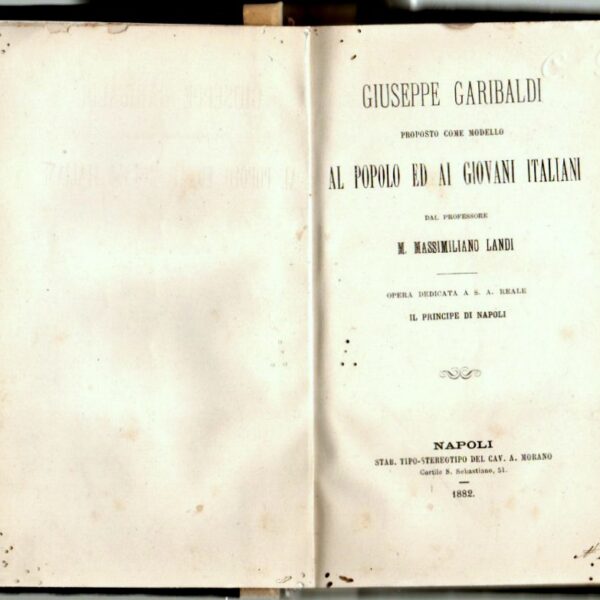 GIUSEPPE GARIBALDI
PROPOSTO COME MODELLO
AL POPOLO ED AI GIOVANI ITALIANI
DAL PROFESSORE
M. MASSIMILIANO LANDI
OPERA DEDICATA A S. A. REALE
IL PRINCIPE DI NAPOLI
NAPOLI
STAB. TIPO-STEREOTIPO DEL CAV. A. MORANO
Cortile S. Sebastiano, 51.
1882.